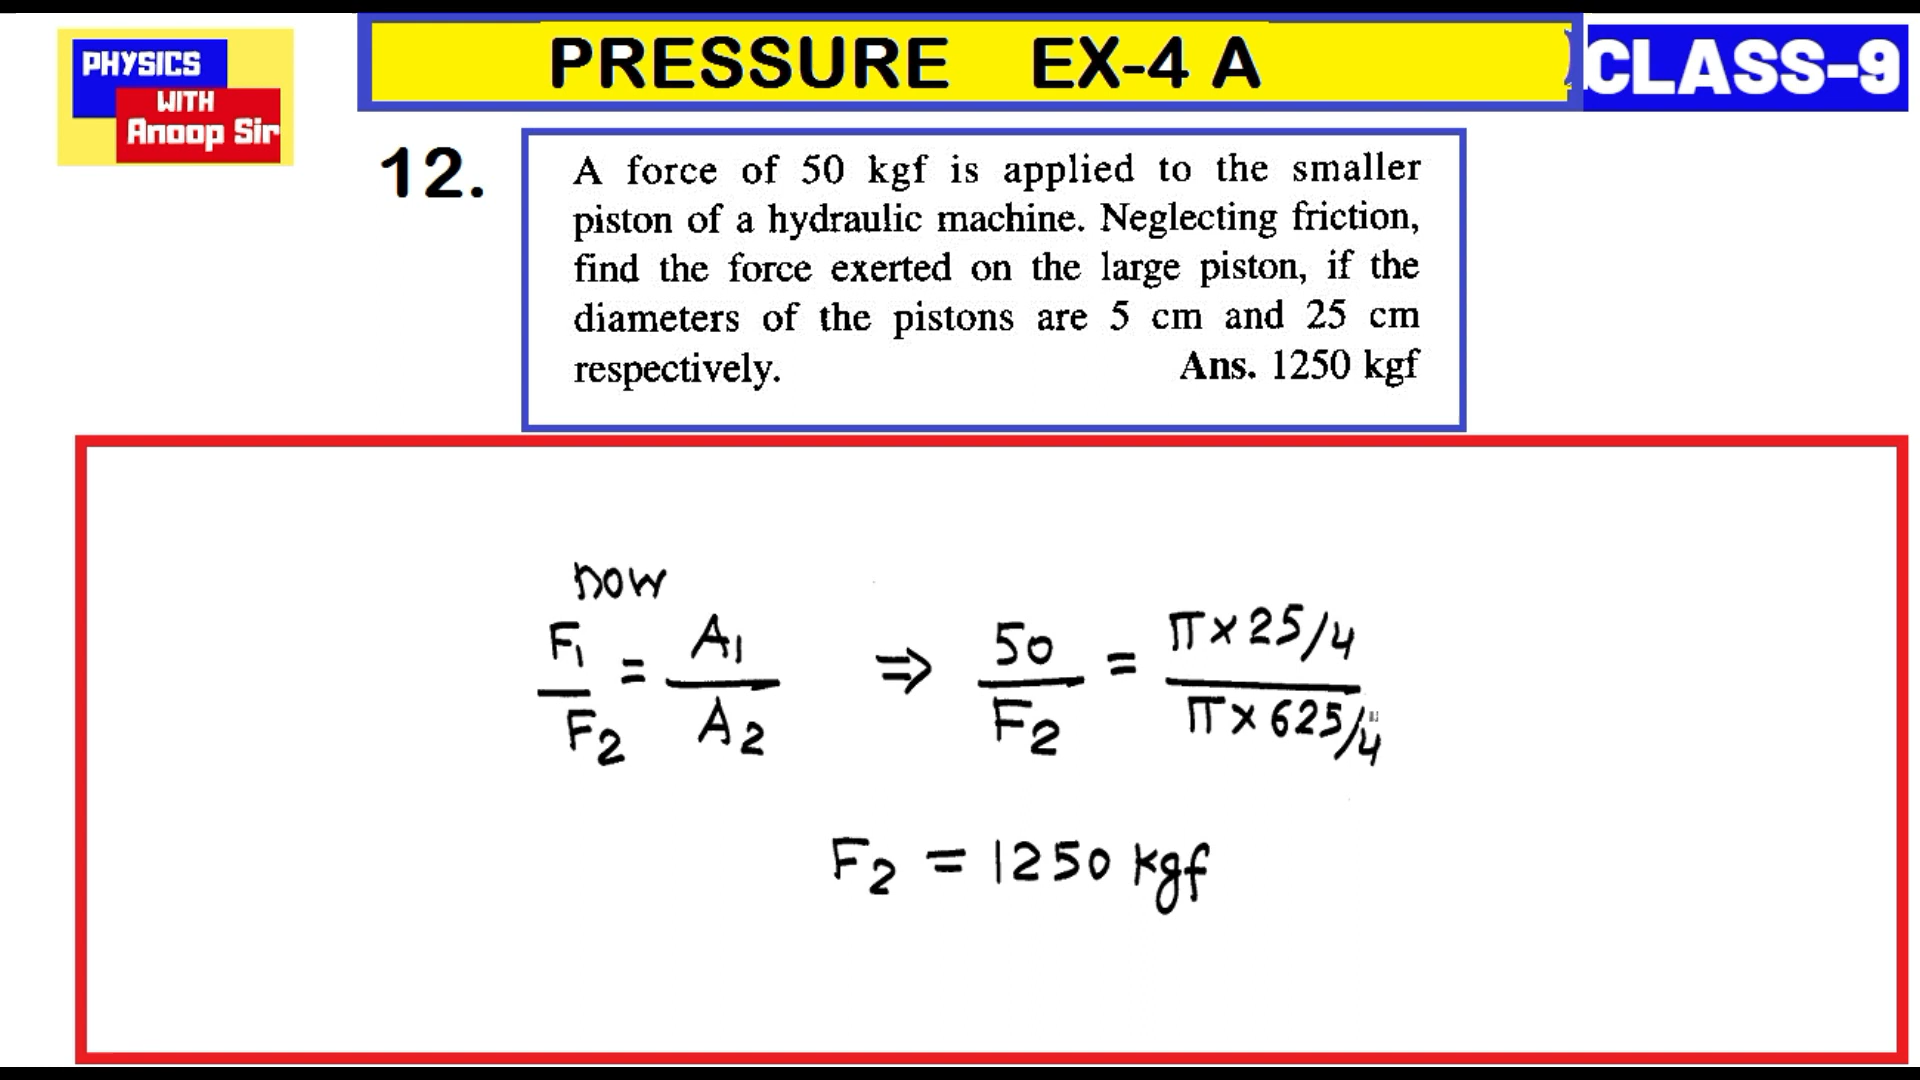 PHYSICS
WITH
Anoop Sir
PRESSURE EX-4 A
CLASS-9
12.
A force of 50 kgf is applied to the smaller
piston of a hydraulic machine. Neglecting friction,
find the force exerted on the large piston, if the
diameters of the pistons are 5 cm and 25 cm
respectively. Ans. 1250 kgf
now
F₁/F₂ = A₁/A₂ ⇒ 50/F₂ = (π × 25/4)/(π × 625/4)
F₂ = 1250 kgf